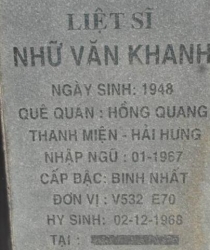 LIỆT SĨ
NHỮ VĂN KHANH
NGÀY SINH: 1948
QUÊ QUÁN : HỒNG QUANG
THANH MIỆN - HẢI HƯNG
NHẬP NGŨ : 01-1967
CẤP BẬC: BINH NHẤT
ĐƠN VỊ : V532 E70
HY SINH: 02-12-1968
TẠI :